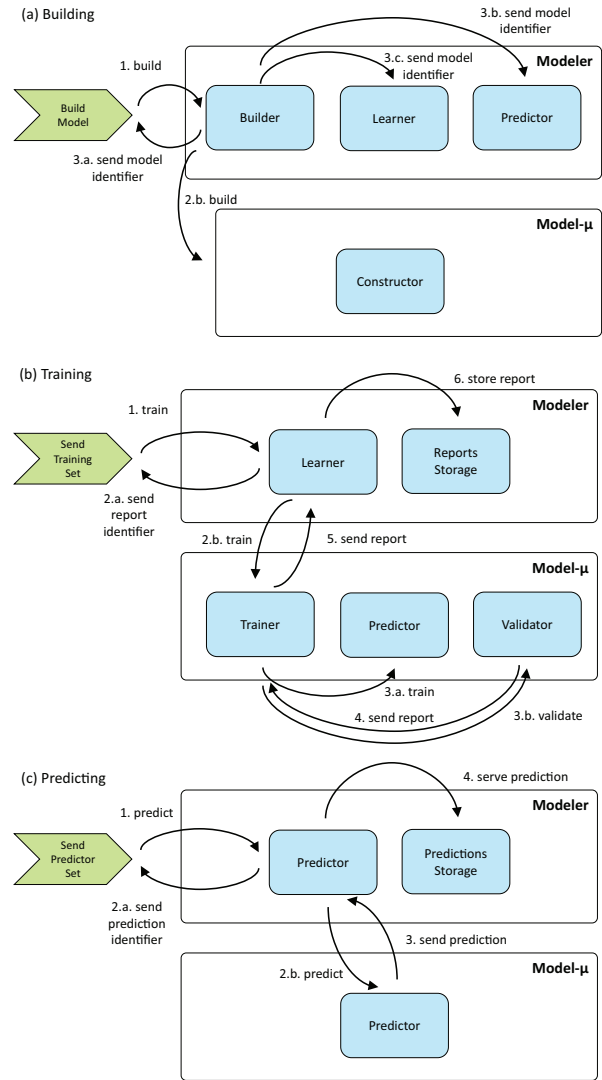 (a) Building
3.b. send model
identifier
1. build
3.c. send model
identifier
Modeler
Build
Model
Builder
Learner
Predictor
3.a. send model
identifier
2.b. build
Model-μ
Constructor
(b) Training
6. store report
1. train
Modeler
Send
Training
Set
Learner
Reports
Storage
2.a. send
report
identifier
2.b. train
5. send report
Model-μ
Trainer
Predictor
Validator
3.a. train
4. send report
3.b. validate
(c) Predicting
4. serve prediction
1. predict
Modeler
Send
Predictor
Set
Predictor
Predictions
Storage
2.a. send
prediction
identifier
3. send prediction
2.b. predict
Model-μ
Predictor